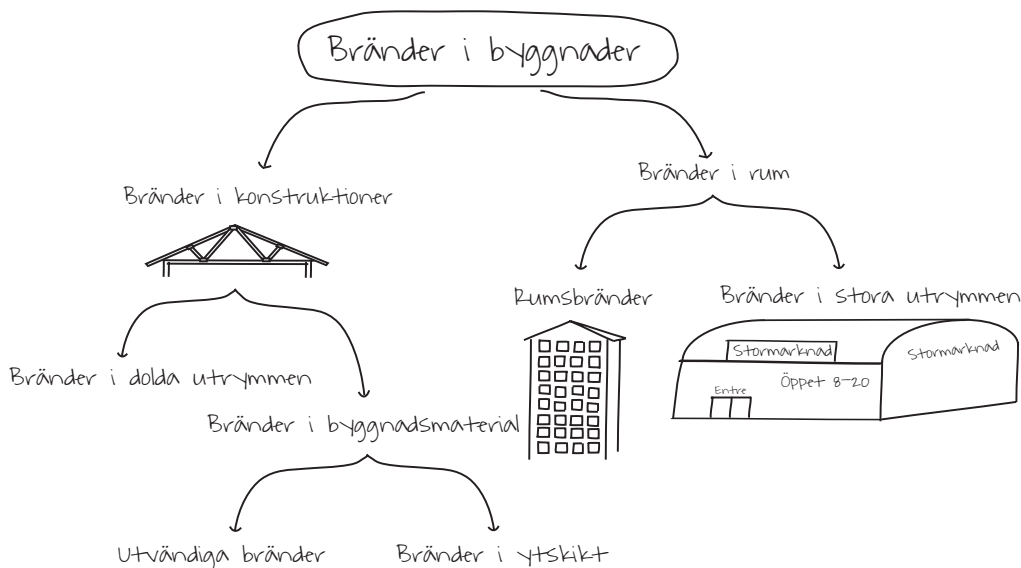 Bränder i byggnader
Bränder i konstruktioner
Bränder i rum
Rumsbränder
Bränder i stora utrymmen
Stormarknad
Stormarknad
Öppet 8-20
Entre
Bränder i dolda utrymmen
Bränder i byggnadsmaterial
Utvändiga bränder
Bränder i ytskikt